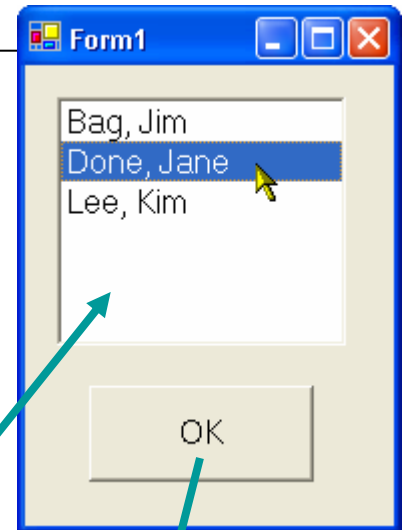 Form1
Bag, Jim
Done, Jane
Lee, Kim
OK